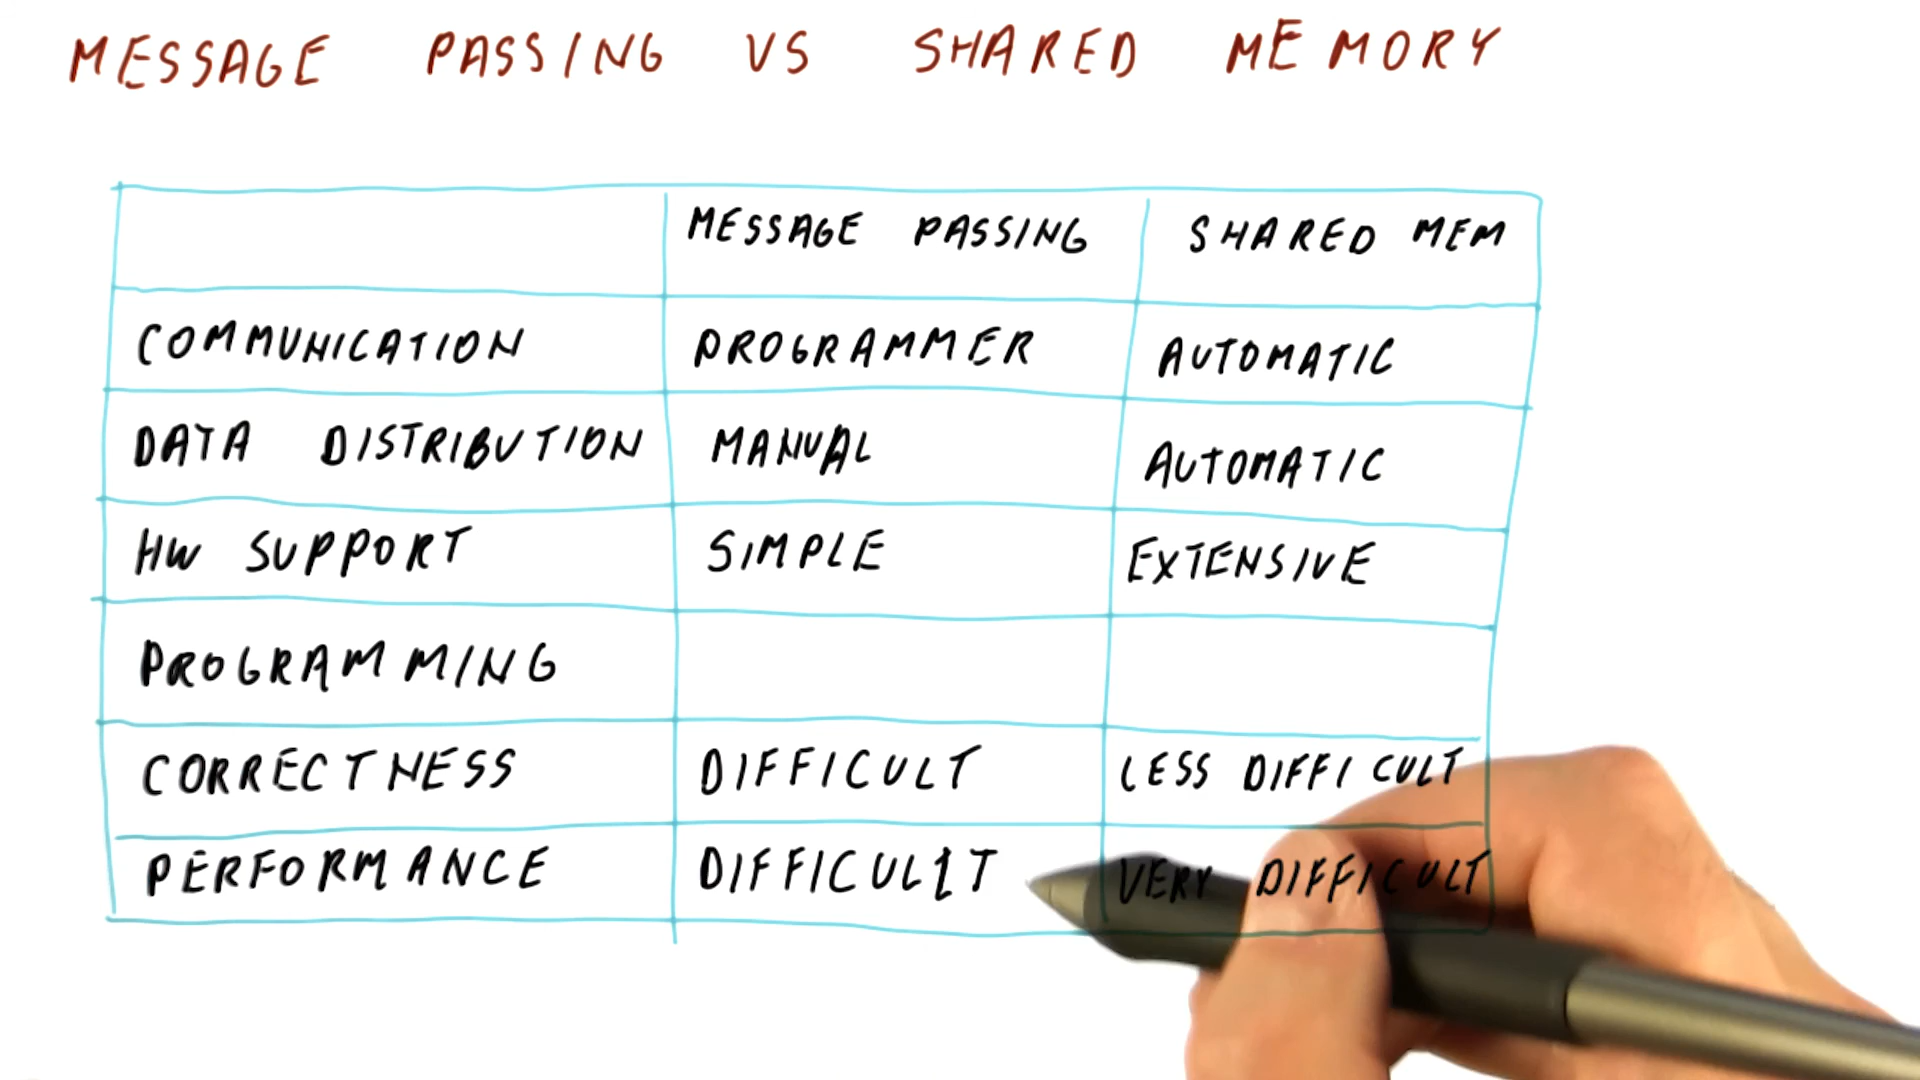 MESSAGE PASSING VS SHARED MEMORY
MESSAGE PASSING SHARED MEM
COMMUNICATION PROGRAMMER AUTOMATIC
DATA DISTRIBUTION MANUAL AUTOMATIC
HW SUPPORT SIMPLE EXTENSIVE
PROGRAMMING
CORRECTNESS DIFFICULT LESS DIFFICULT
PERFORMANCE DIFFICULT VERY DIFFICULT